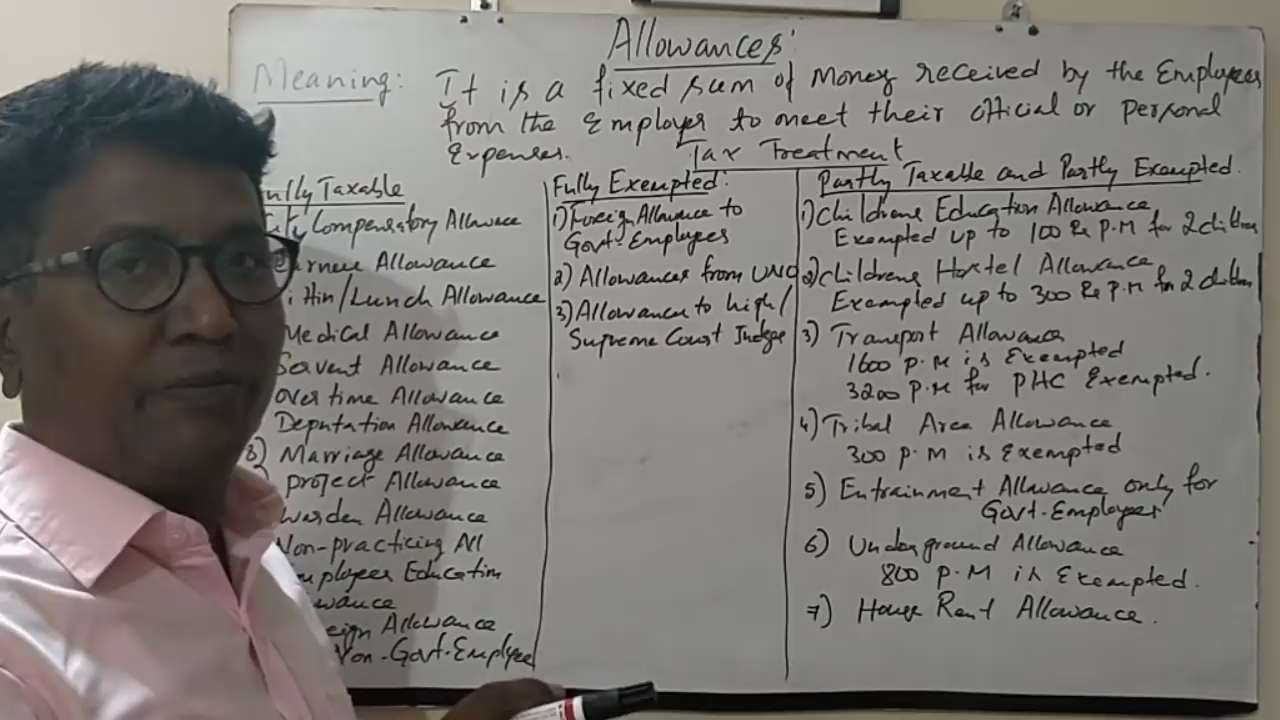 Allowances:
Meaning: It is a fixed sum of money received by the Employees
from the Employer to meet their official or personal
Expenses.
Tax Treatment
Fully Taxable
Compensatory Allowance
Allowance
Lunch Allowance
Medical Allowance
Servent Allowance
Overtime Allowance
Deputation Allowance
8) Marriage Allowance
project Allowance
warden Allowance
Non-practicing All
Employees Education
Allowance
Non-Govt-Employee
Fully Exempted:
1) Foreign Allowance to
Govt-Employees
2) Allowances from UNO
3) Allowances to high/
Supreme Court Judge
Partly Taxable and Partly Exempted.
1) Childrens Education Allowance
Exempted up to 100 Rs P.M for 2 children
2) Childrens Hostel Allowance
Exempted up to 300 Rs P.M for 2 children
3) Transport Allowance
1600 P.M is Exempted
3200 P.M for PHC Exempted.
4) Tribal Area Allowance
300 P.M is Exempted
5) Entrainment Allowance only for
Govt-Employees
6) Underground Allowance
800 P.M is Exempted.
7) House Rent Allowance.